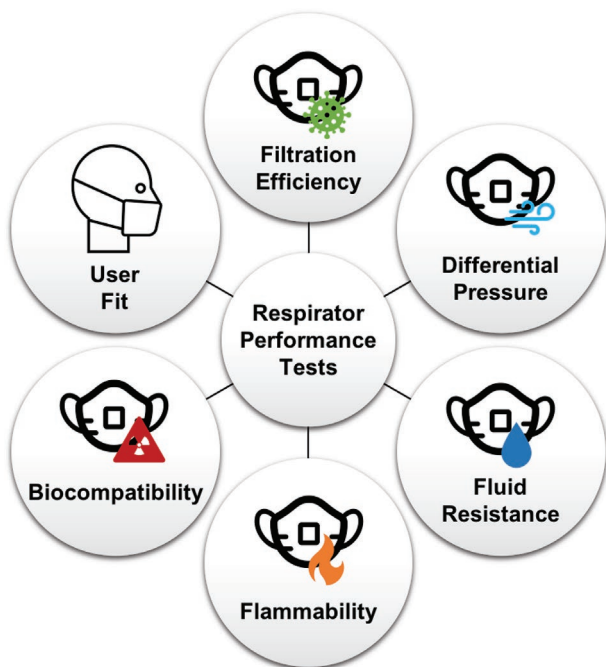 Filtration
Efficiency
Differential
Pressure
User
Fit
Respirator
Performance
Tests
Biocompatibility
Fluid
Resistance
Flammability